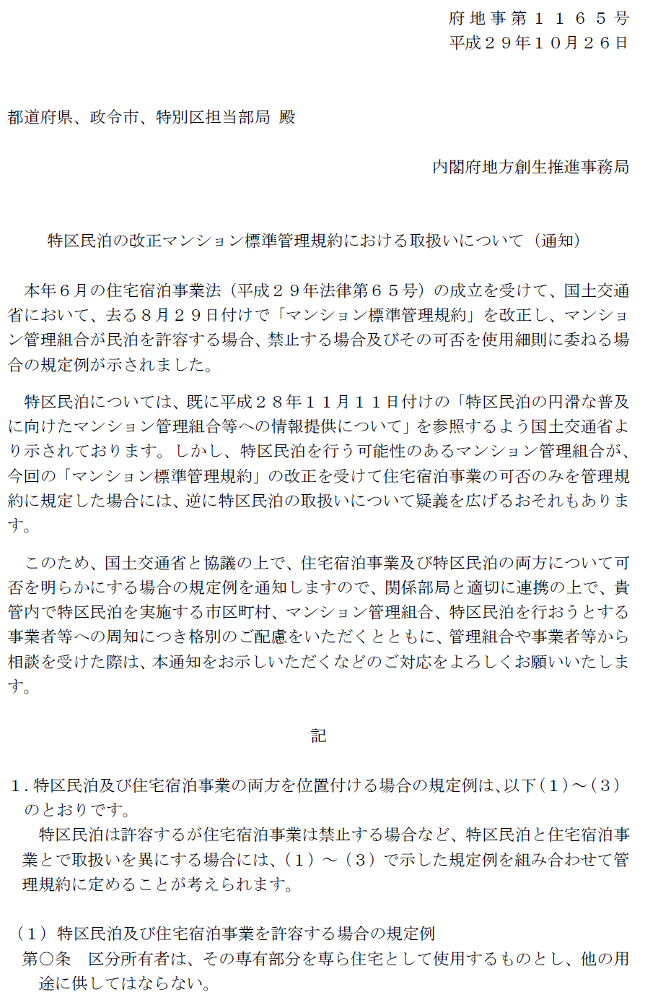 府地事第１１６５号
平成２９年１０月２６日
都道府県、政令市、特別区担当部局 殿
内閣府地方創生推進事務局
特区民泊の改正マンション標準管理規約における取扱いについて（通知）
本年６月の住宅宿泊事業法（平成２９年法律第６５号）の成立を受けて、国土交通
省において、去る８月２９日付けで「マンション標準管理規約」を改正し、マンショ
ン管理組合が民泊を許容する場合、禁止する場合及びその可否を使用細則に委ねる場
合の規定例が示されました。
特区民泊については、既に平成２８年１１月１１日付けの「特区民泊の円滑な普及
に向けたマンション管理組合等への情報提供について」を参照するよう国土交通省よ
り示されております。しかし、特区民泊を行う可能性のあるマンション管理組合が、
今回の「マンション標準管理規約」の改正を受けて住宅宿泊事業の可否のみを管理規
約に規定した場合には、逆に特区民泊の取扱いについて疑義を広げるおそれもありま
す。
このため、国土交通省と協議の上で、住宅宿泊事業及び特区民泊の両方について可
否を明らかにする場合の規定例を通知しますので、関係部局と適切に連携の上で、貴
管内で特区民泊を実施する市区町村、マンション管理組合、特区民泊を行おうとする
事業者等への周知につき格別のご配慮をいただくとともに、管理組合や事業者等から
相談を受けた際は、本通知をお示しいただくなどのご対応をよろしくお願いいたしま
す。
記
１．特区民泊及び住宅宿泊事業の両方を位置付ける場合の規定例は、以下（１）～（３）
のとおりです。
特区民泊は許容するが住宅宿泊事業は禁止する場合など、特区民泊と住宅宿泊事
業とで取扱いを異にする場合には、（１）～（３）で示した規定例を組み合わせて管
理規約に定めることが考えられます。
（１）特区民泊及び住宅宿泊事業を許容する場合の規定例
第○条　区分所有者は、その専有部分を専ら住宅として使用するものとし、他の用
途に供してはならない。